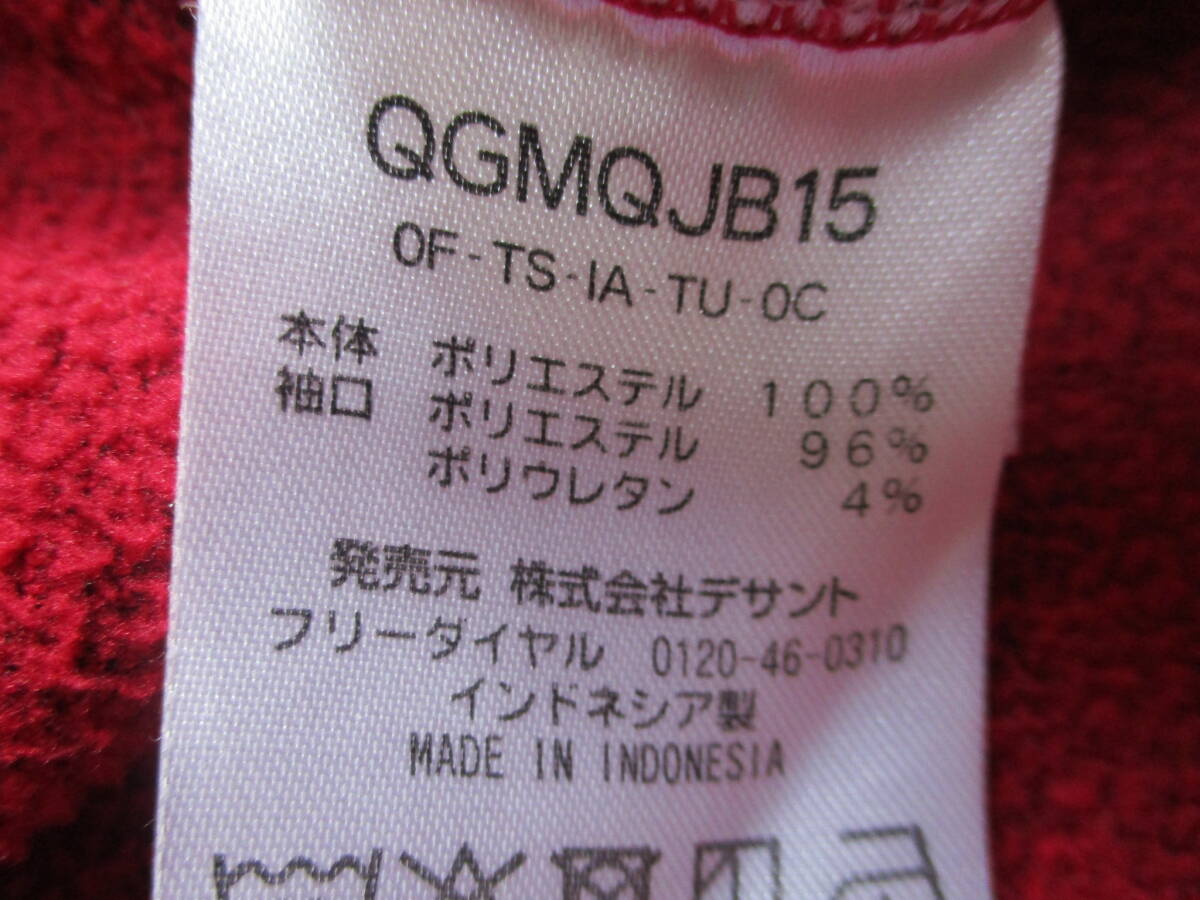 QGMQJB15
0F-TS-IA-TU-0C
本体 ポリエステル 100%
袖口 ポリエステル 96%
ポリウレタン 4%
発売元 株式会社デサント
フリーダイヤル 0120-46-0310
インドネシア製
MADE IN INDONESIA